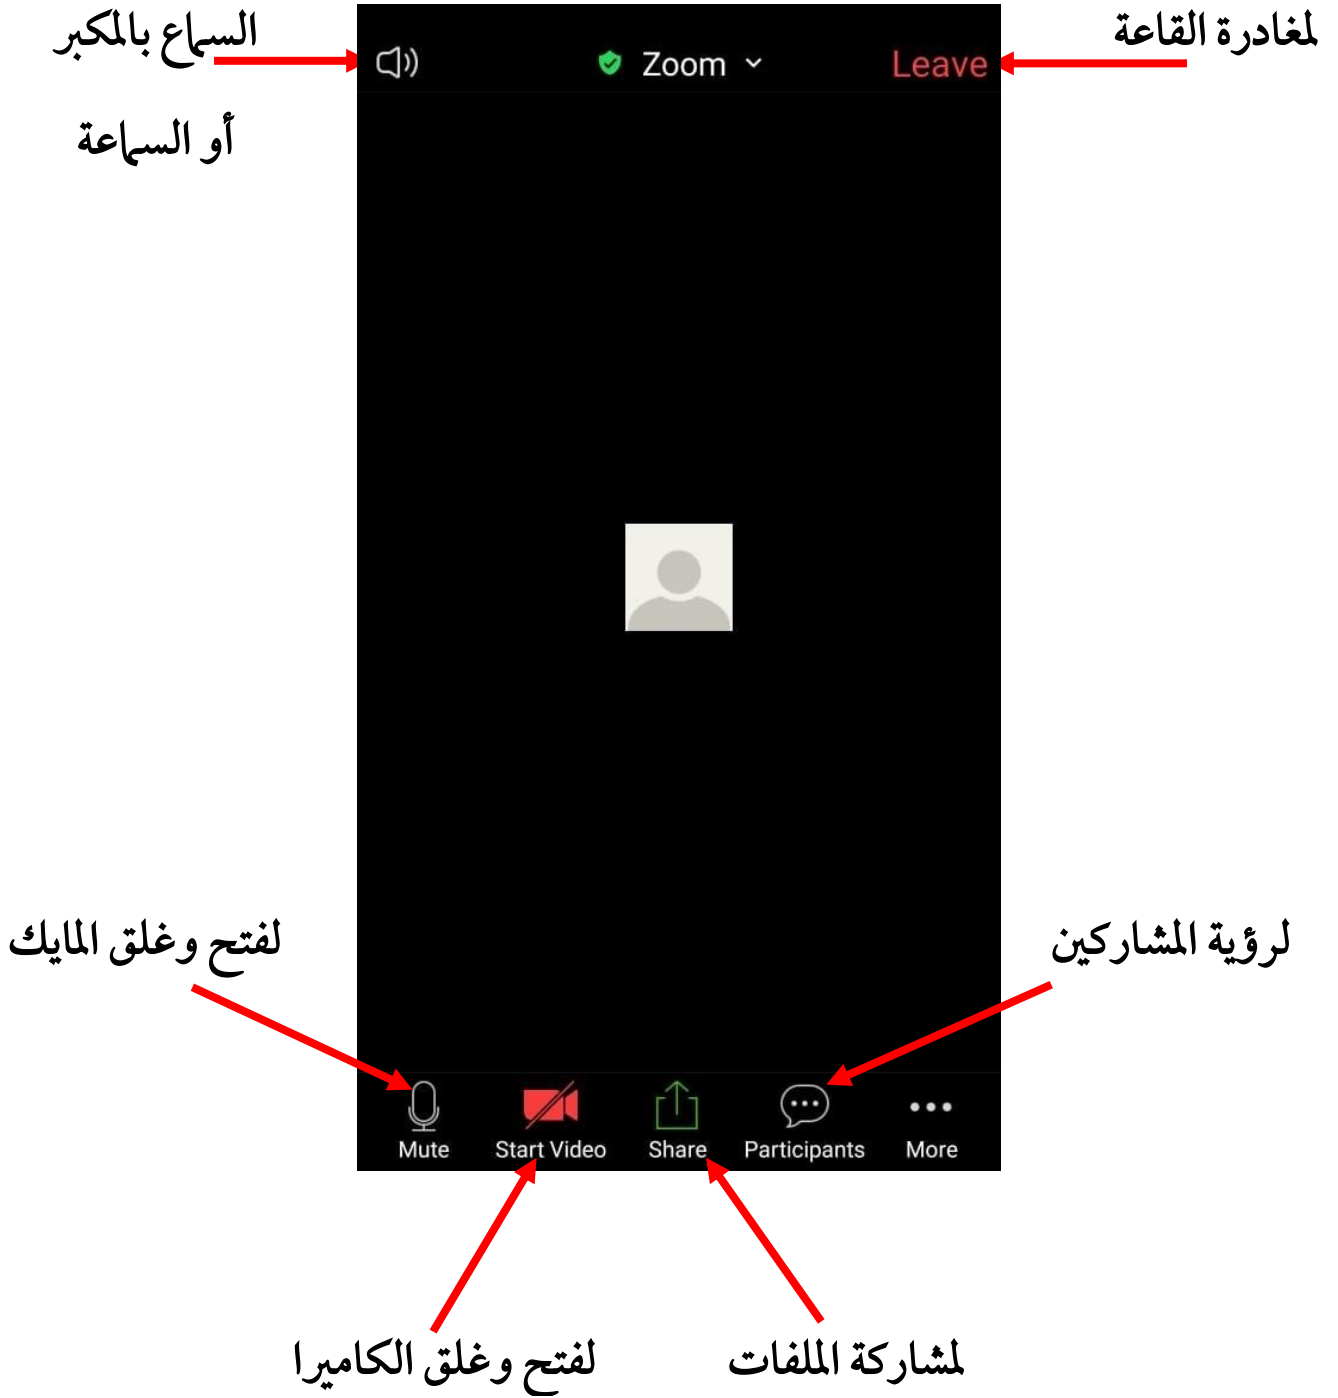 لمغادرة القاعة
السماع بالمكبر
أو السماعة
Zoom
Leave
لفتح وغلق المايك
لرؤية المشاركين
Mute
Start Video
Share
Participants
More
لفتح وغلق الكاميرا
لمشاركة الملفات